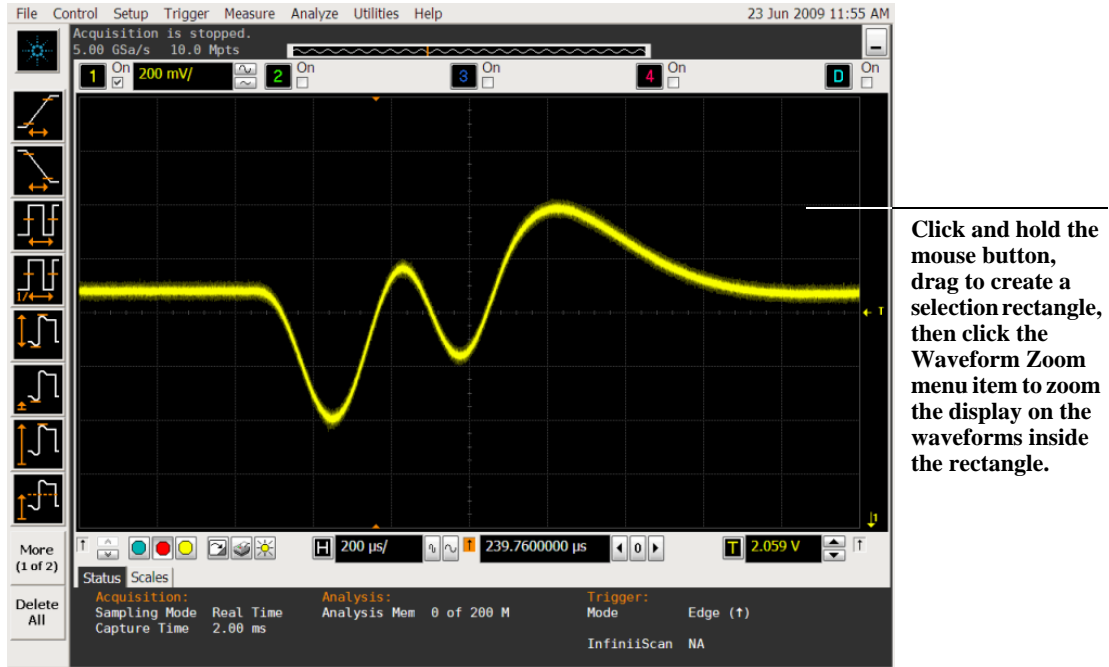 File Control Setup Trigger Measure Analyze Utilities Help 23 Jun 2009 11:55 AM
Acquisition is stopped.
5.00 GSa/s 10.0 Mpts
1 On 200 mV/ 2 On 3 On 4 On D On
T
1/
1
More
(1 of 2)
Delete
All
H 200 µs/ 239.7600000 µs 0 T 2.059 V
Status Scales
Acquisition: Analysis: Trigger:
Sampling Mode Real Time Analysis Mem 0 of 200 M Mode Edge (↑)
Capture Time 2.00 ms
InfiniiScan NA
Click and hold the
mouse button,
drag to create a
selection rectangle,
then click the
Waveform Zoom
menu item to zoom
the display on the
waveforms inside
the rectangle.